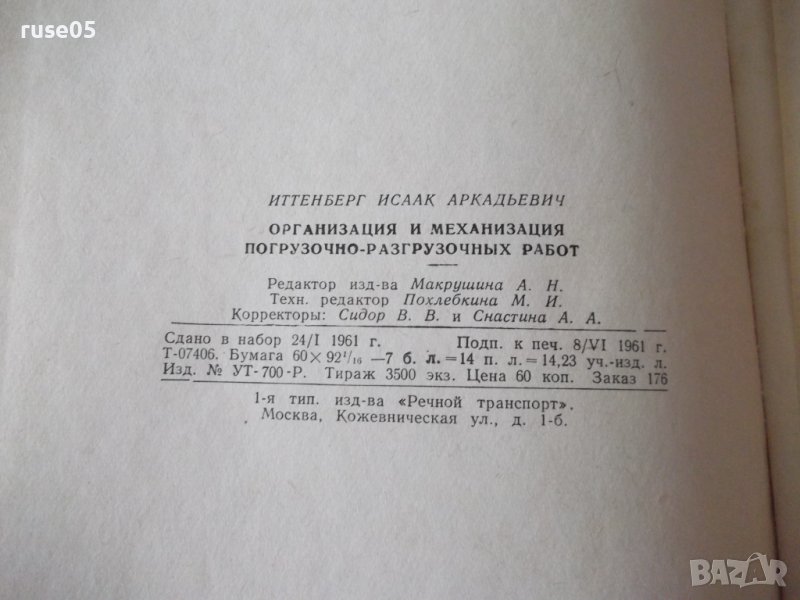 ruse05
ИТТЕНБЕРГ ИСААК АРКАДЬЕВИЧ
ОРГАНИЗАЦИЯ И МЕХАНИЗАЦИЯ
ПОГРУЗОЧНО-РАЗГРУЗОЧНЫХ РАБОТ
Редактор изд-ва Макрушина А. Н.
Техн. редактор Похлебкина М. И.
Корректоры: Сидор В. В. и Снастина А. А.
Сдано в набор 24/I 1961 г. Подп. к печ. 8/VI 1961 г.
Т-07406. Бумага 60×92¹/₁₆ —7 б. л.=14 п. л.=14,23 уч.-изд. л.
Изд. № УТ-700-Р. Тираж 3500 экз. Цена 60 коп. Заказ 176
1-я тип. изд-ва «Речной транспорт».
Москва, Кожевническая ул., д. 1-б.
BAZAR